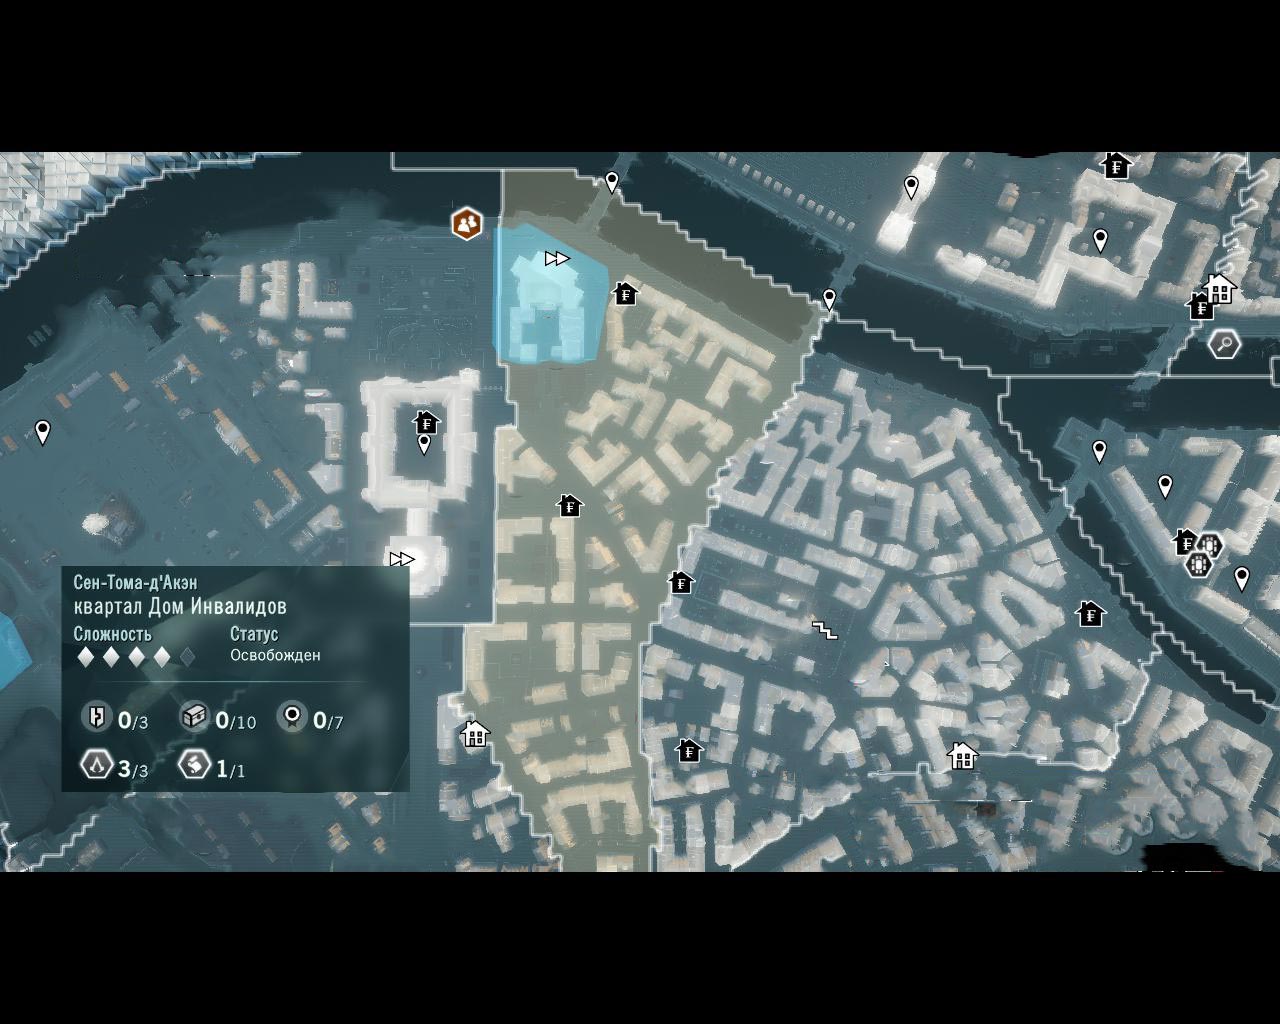 Сен-Тома-д'Акэн
квартал Дом Инвалидов
Сложность Статус
Освобожден
0/3 0/10 0/7
3/3 1/1